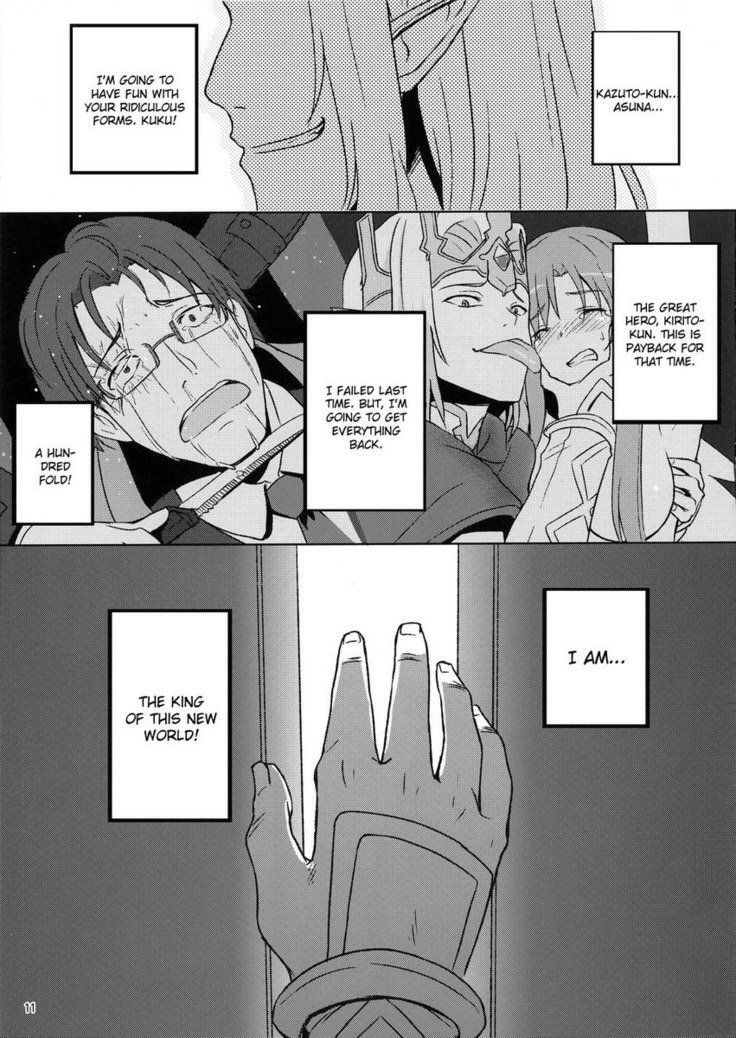 KAZUTO-KUN...
ASUNA...
I'M GOING TO
HAVE FUN WITH
YOUR RIDICULOUS
FORMS. KUKU!
THE GREAT
HERO, KIRITO-
KUN. THIS IS
PAYBACK FOR
THAT TIME.
I FAILED LAST
TIME. BUT, I'M
GOING TO GET
EVERYTHING
BACK.
A HUN-
DRED
FOLD!
I AM...
THE KING
OF THIS NEW
WORLD!
11